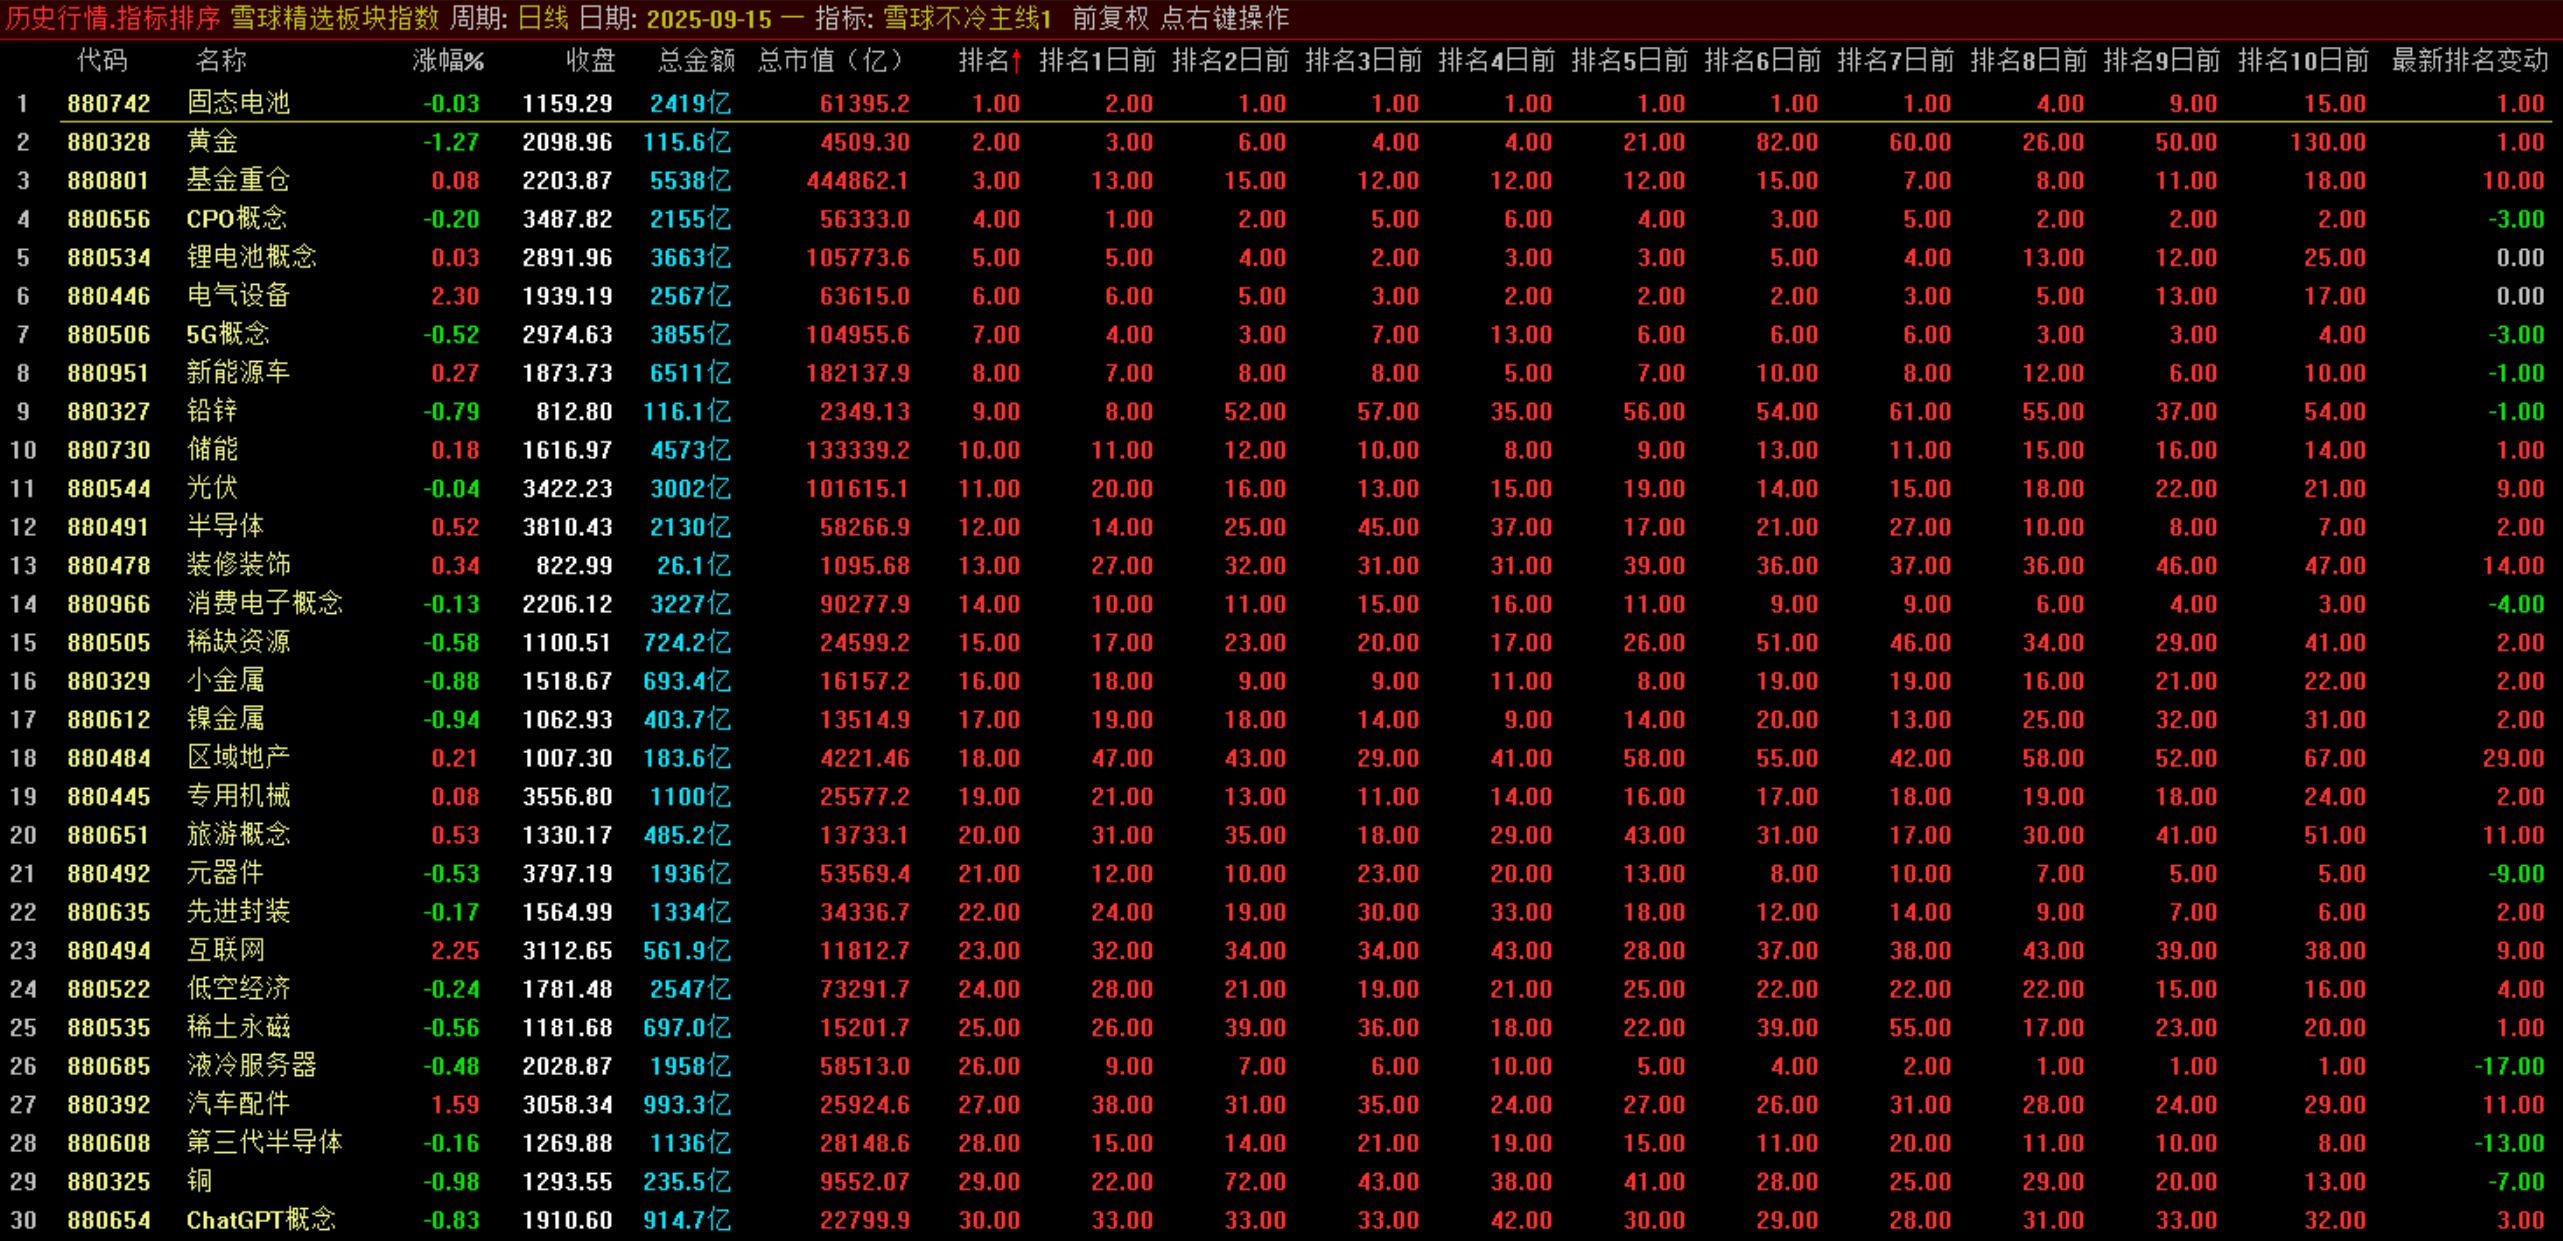 历史行情.指标排序 雪球精选板块指数 周期: 日线 日期: 2025-09-15 一 指标: 雪球不冷主线1 前复权 点右键操作
代码 名称 涨幅% 收盘 总金额 总市值（亿） 排名↑ 排名1日前 排名2日前 排名3日前 排名4日前 排名5日前 排名6日前 排名7日前 排名8日前 排名9日前 排名10日前 最新排名变动
1 880742 固态电池 -0.03 1159.29 2419亿 61395.2 1.00 2.00 1.00 1.00 1.00 1.00 1.00 1.00 4.00 9.00 15.00 1.00
2 880328 黄金 -1.27 2098.96 115.6亿 4509.30 2.00 3.00 6.00 4.00 4.00 21.00 82.00 60.00 26.00 50.00 130.00 1.00
3 880801 基金重仓 0.08 2203.87 5538亿 444862.1 3.00 13.00 15.00 12.00 12.00 12.00 15.00 7.00 8.00 11.00 18.00 10.00
4 880656 CPO概念 -0.20 3487.82 2155亿 56333.0 4.00 1.00 2.00 5.00 6.00 4.00 3.00 5.00 2.00 2.00 2.00 -3.00
5 880534 锂电池概念 0.03 2891.96 3663亿 105773.6 5.00 5.00 4.00 2.00 3.00 3.00 5.00 4.00 13.00 12.00 25.00 0.00
6 880446 电气设备 2.30 1939.19 2567亿 63615.0 6.00 6.00 5.00 3.00 2.00 2.00 2.00 3.00 5.00 13.00 17.00 0.00
7 880506 5G概念 -0.52 2974.63 3855亿 104955.6 7.00 4.00 3.00 7.00 13.00 6.00 6.00 6.00 3.00 3.00 4.00 -3.00
8 880951 新能源车 0.27 1873.73 6511亿 182137.9 8.00 7.00 8.00 8.00 5.00 7.00 10.00 8.00 12.00 6.00 10.00 -1.00
9 880327 铅锌 -0.79 812.80 116.1亿 2349.13 9.00 8.00 52.00 57.00 35.00 56.00 54.00 61.00 55.00 37.00 54.00 -1.00
10 880730 储能 0.18 1616.97 4573亿 133339.2 10.00 11.00 12.00 10.00 8.00 9.00 13.00 11.00 15.00 16.00 14.00 1.00
11 880544 光伏 -0.04 3422.23 3002亿 101615.1 11.00 20.00 16.00 13.00 15.00 19.00 14.00 15.00 18.00 22.00 21.00 9.00
12 880491 半导体 0.52 3810.43 2130亿 58266.9 12.00 14.00 25.00 45.00 37.00 17.00 21.00 27.00 10.00 8.00 7.00 2.00
13 880478 装修装饰 0.34 822.99 26.1亿 1095.68 13.00 27.00 32.00 31.00 31.00 39.00 36.00 37.00 36.00 46.00 47.00 14.00
14 880966 消费电子概念 -0.13 2206.12 3227亿 90277.9 14.00 10.00 11.00 15.00 16.00 11.00 9.00 9.00 6.00 4.00 3.00 -4.00
15 880505 稀缺资源 -0.58 1100.51 724.2亿 24599.2 15.00 17.00 23.00 20.00 17.00 26.00 51.00 46.00 34.00 29.00 41.00 2.00
16 880329 小金属 -0.88 1518.67 693.4亿 16157.2 16.00 18.00 9.00 9.00 11.00 8.00 19.00 19.00 16.00 21.00 22.00 2.00
17 880612 镍金属 -0.94 1062.93 403.7亿 13514.9 17.00 19.00 18.00 14.00 9.00 14.00 20.00 13.00 25.00 32.00 31.00 2.00
18 880484 区域地产 0.21 1007.30 183.6亿 4221.46 18.00 47.00 43.00 29.00 41.00 58.00 55.00 42.00 58.00 52.00 67.00 29.00
19 880445 专用机械 0.08 3556.80 1100亿 25577.2 19.00 21.00 13.00 11.00 14.00 16.00 17.00 18.00 19.00 18.00 24.00 2.00
20 880651 旅游概念 0.53 1330.17 485.2亿 13733.1 20.00 31.00 35.00 18.00 29.00 43.00 31.00 17.00 30.00 41.00 51.00 11.00
21 880492 元器件 -0.53 3797.19 1936亿 53569.4 21.00 12.00 10.00 23.00 20.00 13.00 8.00 10.00 7.00 5.00 5.00 -9.00
22 880635 先进封装 -0.17 1564.99 1334亿 34336.7 22.00 24.00 19.00 30.00 33.00 18.00 12.00 14.00 9.00 7.00 6.00 2.00
23 880494 互联网 2.25 3112.65 561.9亿 11812.7 23.00 32.00 34.00 34.00 43.00 28.00 37.00 38.00 43.00 39.00 38.00 9.00
24 880522 低空经济 -0.24 1781.48 2547亿 73291.7 24.00 28.00 21.00 19.00 21.00 25.00 22.00 22.00 22.00 15.00 16.00 4.00
25 880535 稀土永磁 -0.56 1181.68 697.0亿 15201.7 25.00 26.00 39.00 36.00 18.00 22.00 39.00 55.00 17.00 23.00 20.00 1.00
26 880685 液冷服务器 -0.48 2028.87 1958亿 58513.0 26.00 9.00 7.00 6.00 10.00 5.00 4.00 2.00 1.00 1.00 1.00 -17.00
27 880392 汽车配件 1.59 3058.34 993.3亿 25924.6 27.00 38.00 31.00 35.00 24.00 27.00 26.00 31.00 28.00 24.00 29.00 11.00
28 880608 第三代半导体 -0.16 1269.88 1136亿 28148.6 28.00 15.00 14.00 21.00 19.00 15.00 11.00 20.00 11.00 10.00 8.00 -13.00
29 880325 铜 -0.98 1293.55 235.5亿 9552.07 29.00 22.00 72.00 43.00 38.00 41.00 28.00 25.00 29.00 20.00 13.00 -7.00
30 880654 ChatGPT概念 -0.83 1910.60 914.7亿 22799.9 30.00 33.00 33.00 33.00 42.00 30.00 29.00 28.00 31.00 33.00 32.00 3.00